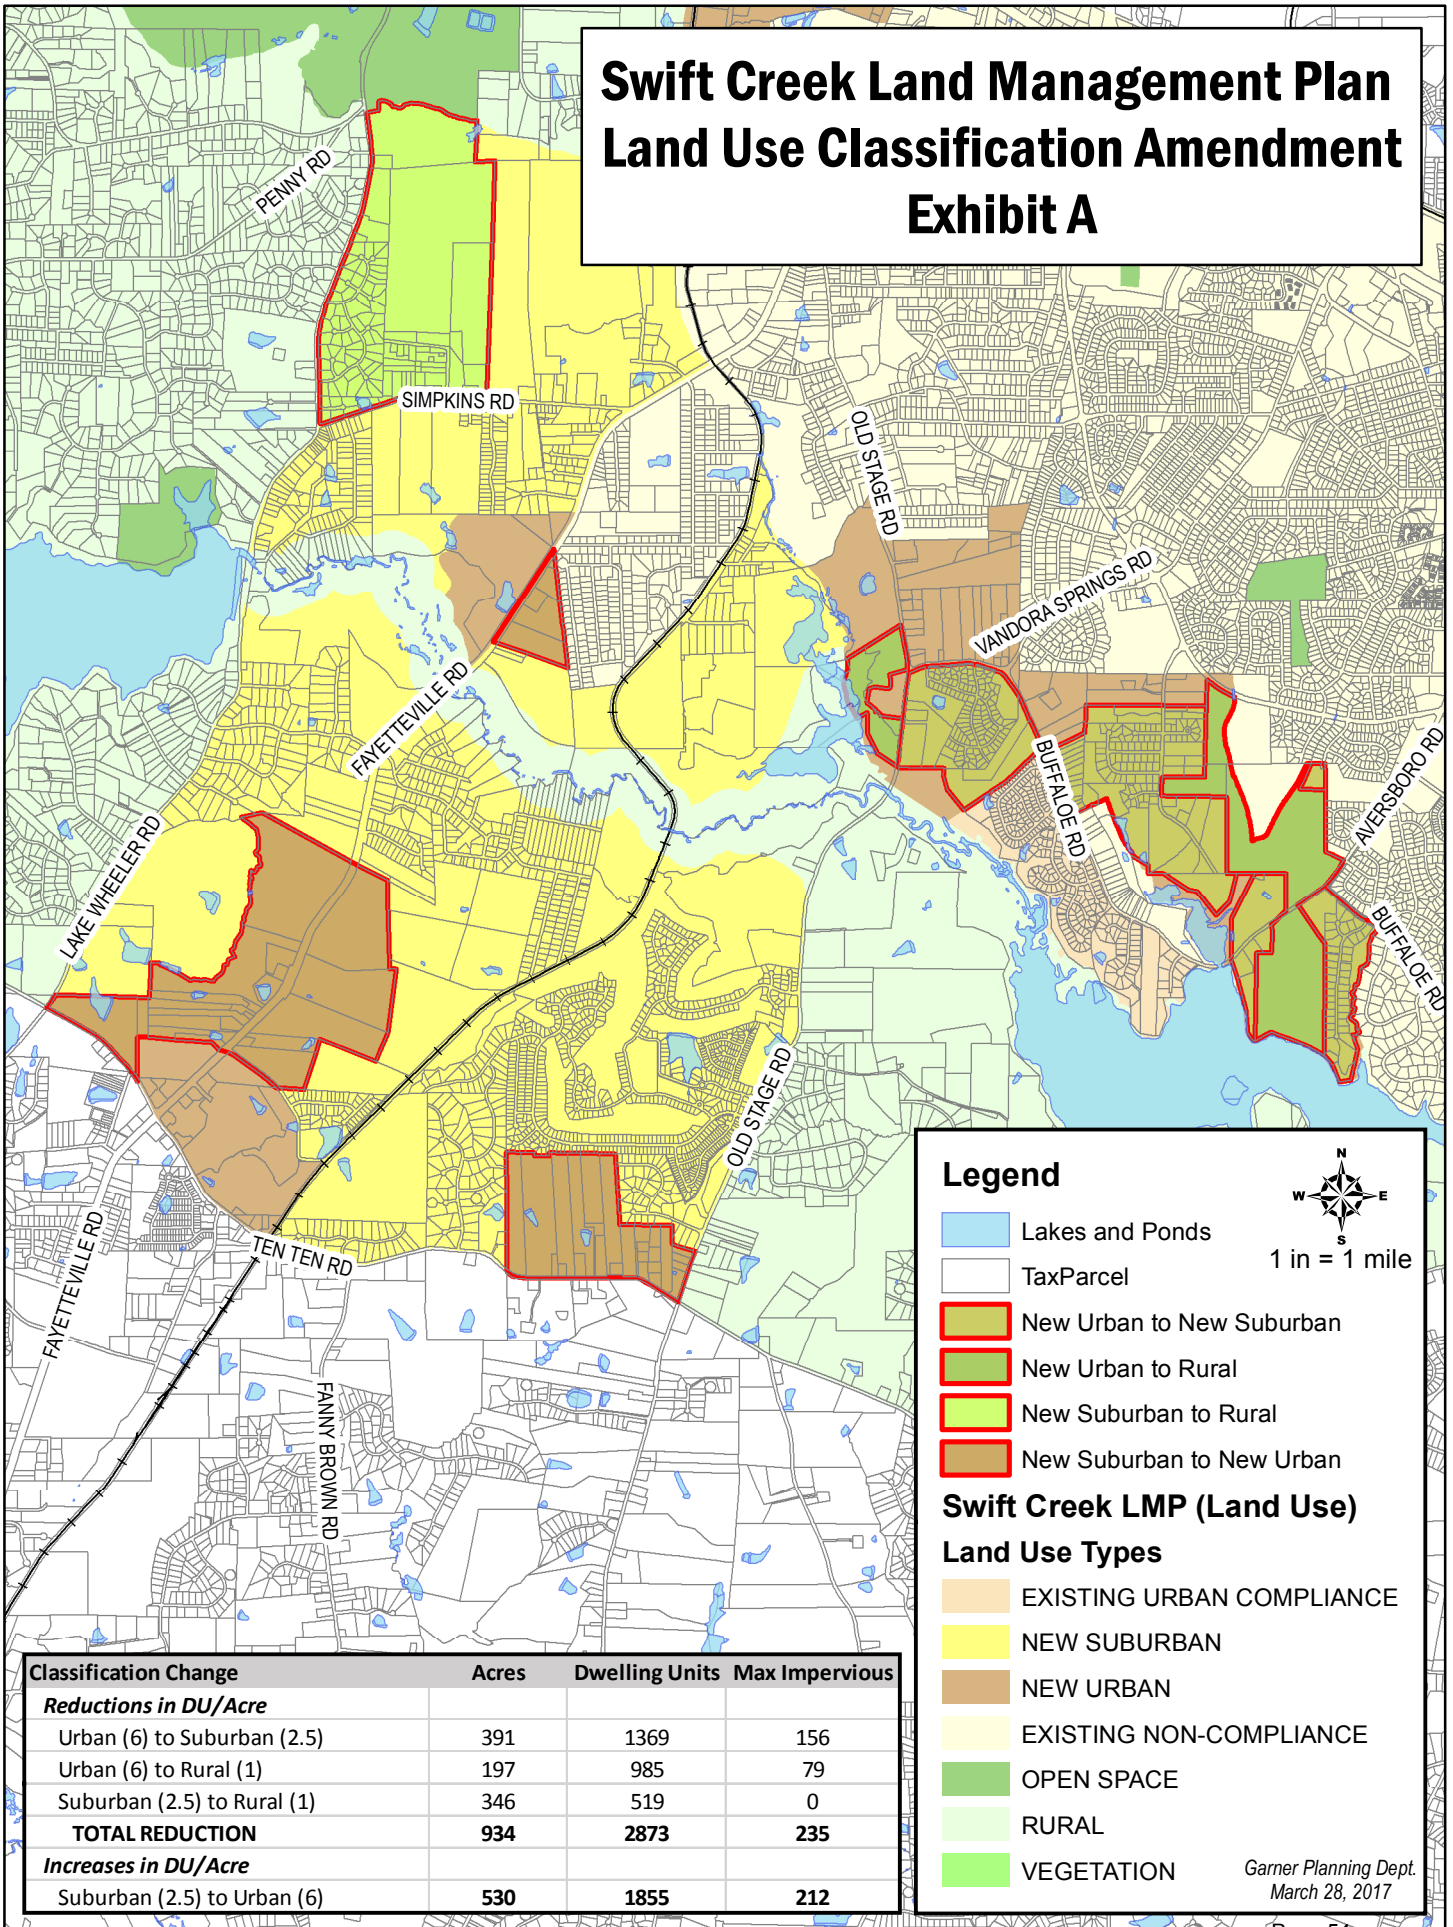 Swift Creek Land Management Plan
Land Use Classification Amendment
Exhibit A
PENNY RD
SIMPKINS RD
OLD STAGE RD
VANDORA SPRINGS RD
FAYETTEVILLE RD
BUFFALOE RD
AVERSBORO RD
LAKE WHEELER RD
BUFFALOE RD
OLD STAGE RD
FAYETTEVILLE RD
TEN TEN RD
FANNY BROWN RD
Legend
N
W E
S
1 in = 1 mile
Lakes and Ponds
TaxParcel
New Urban to New Suburban
New Urban to Rural
New Suburban to Rural
New Suburban to New Urban
Swift Creek LMP (Land Use)
Land Use Types
EXISTING URBAN COMPLIANCE
NEW SUBURBAN
NEW URBAN
EXISTING NON-COMPLIANCE
OPEN SPACE
RURAL
VEGETATION
Garner Planning Dept.
March 28, 2017
Classification Change Acres Dwelling Units Max Impervious
Reductions in DU/Acre
Urban (6) to Suburban (2.5) 391 1369 156
Urban (6) to Rural (1) 197 985 79
Suburban (2.5) to Rural (1) 346 519 0
TOTAL REDUCTION 934 2873 235
Increases in DU/Acre
Suburban (2.5) to Urban (6) 530 1855 212